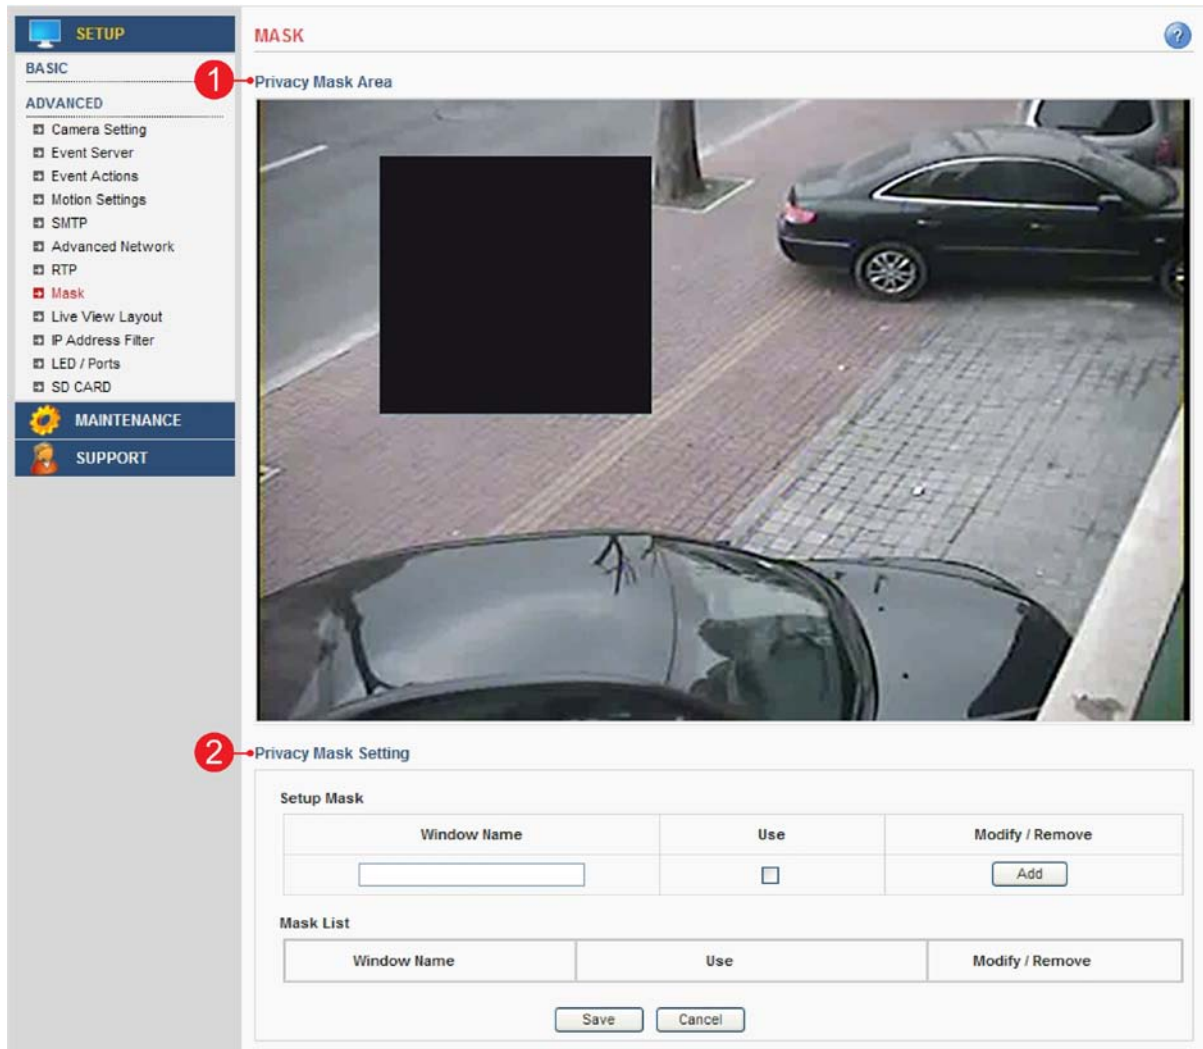 SETUP
BASIC
ADVANCED
Camera Setting
Event Server
Event Actions
Motion Settings
SMTP
Advanced Network
RTP
Mask
Live View Layout
IP Address Filter
LED / Ports
SD CARD
MAINTENANCE
SUPPORT
MASK
?
1
Privacy Mask Area
2
Privacy Mask Setting
Setup Mask
Window Name Use Modify / Remove
Add
Mask List
Window Name Use Modify / Remove
Save Cancel